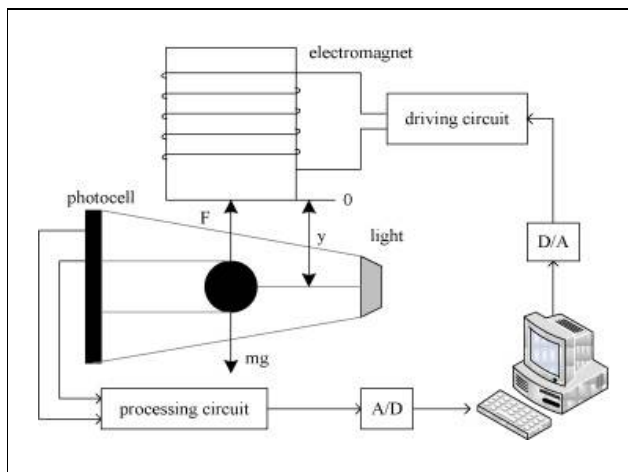 electromagnet
driving circuit
photocell
F
0
y
light
D/A
mg
processing circuit
A/D